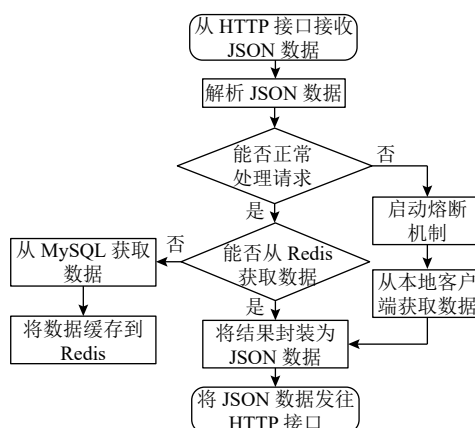 从 HTTP 接口接收
JSON 数据
解析 JSON 数据
能否正常
处理请求
否
是
启动熔断
机制
从 MySQL 获取
数据
否
能否从 Redis
获取数据
从本地客户
端获取数据
是
将数据缓存到
Redis
将结果封装为
JSON 数据
将 JSON 数据发往
HTTP 接口